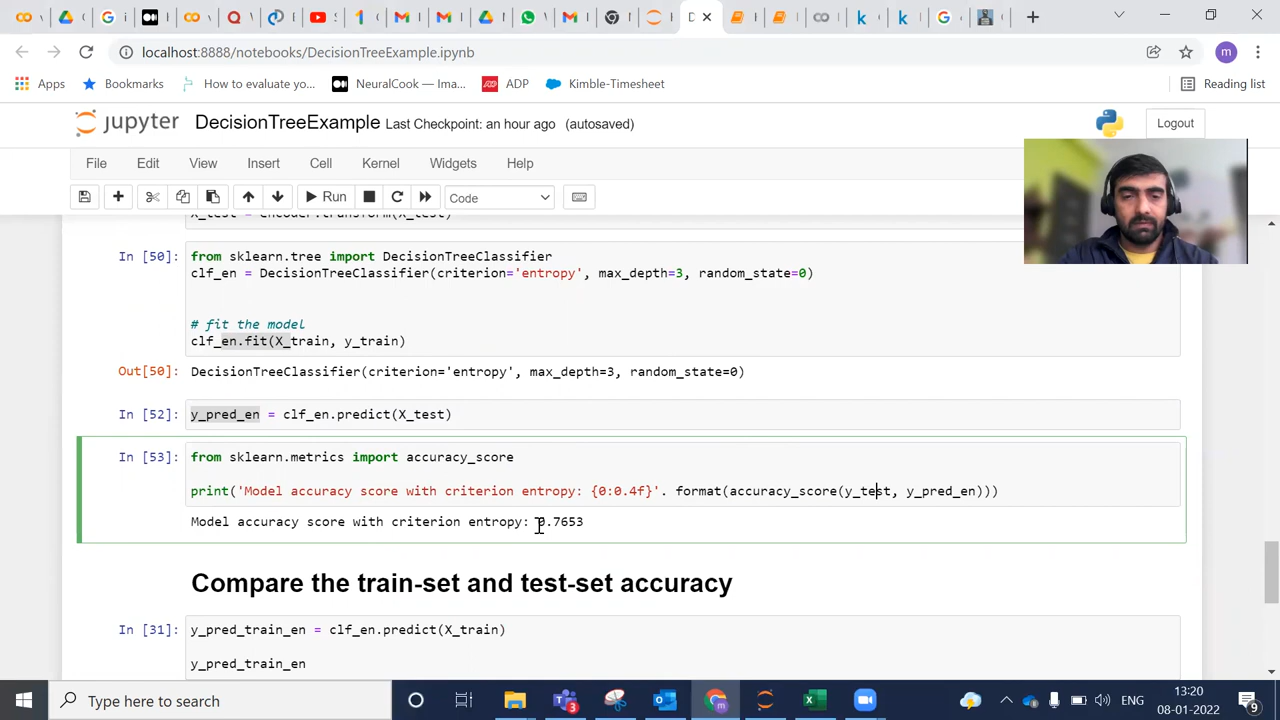 localhost:8888/notebooks/DecisionTreeExample.ipynb
m
Apps
Bookmarks
How to evaluate yo...
NeuralCook — Ima...
ADP
Kimble-Timesheet
Reading list
jupyter
DecisionTreeExample Last Checkpoint: an hour ago (autosaved)
Logout
File Edit View Insert Cell Kernel Widgets Help
Run
Code
X_test = encoder.transform(X_test)
In [50]:
from sklearn.tree import DecisionTreeClassifier
clf_en = DecisionTreeClassifier(criterion='entropy', max_depth=3, random_state=0)
# fit the model
clf_en.fit(X_train, y_train)
Out[50]: DecisionTreeClassifier(criterion='entropy', max_depth=3, random_state=0)
In [52]: y_pred_en = clf_en.predict(X_test)
In [53]: from sklearn.metrics import accuracy_score
print('Model accuracy score with criterion entropy: {0:0.4f}'. format(accuracy_score(y_test, y_pred_en)))
Model accuracy score with criterion entropy: 0.7653
Compare the train-set and test-set accuracy
In [31]: y_pred_train_en = clf_en.predict(X_train)
y_pred_train_en
Type here to search
3
m
ENG
13:20
08-01-2022
9